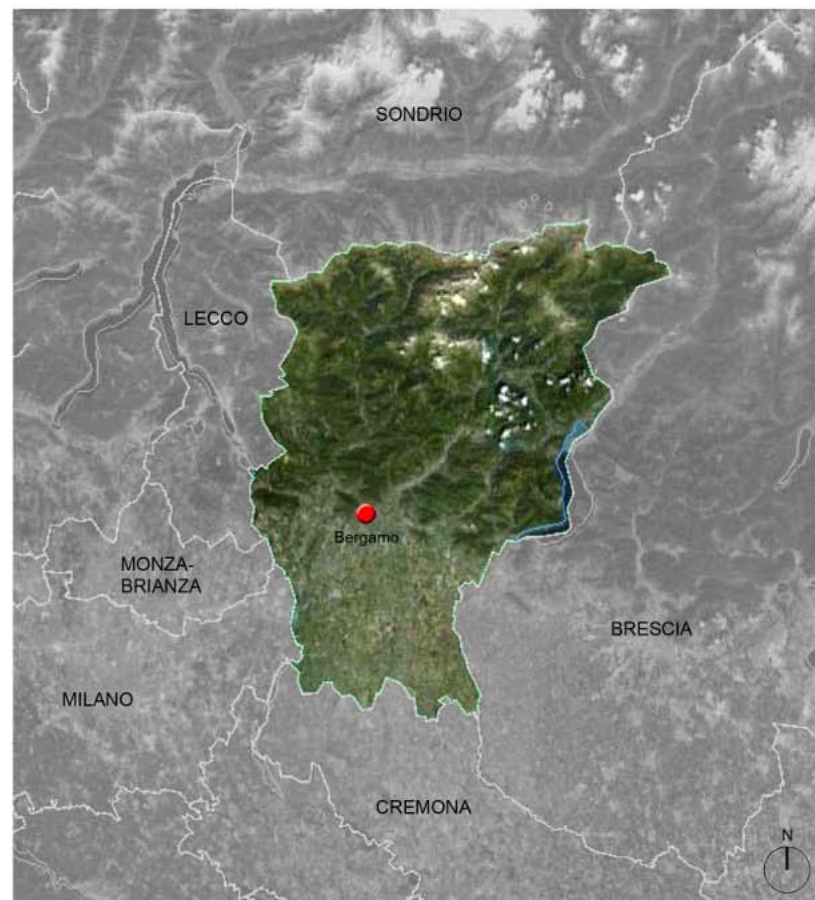 SONDRIO
LECCO
Bergamo
MONZA-
BRIANZA
BRESCIA
MILANO
CREMONA
N